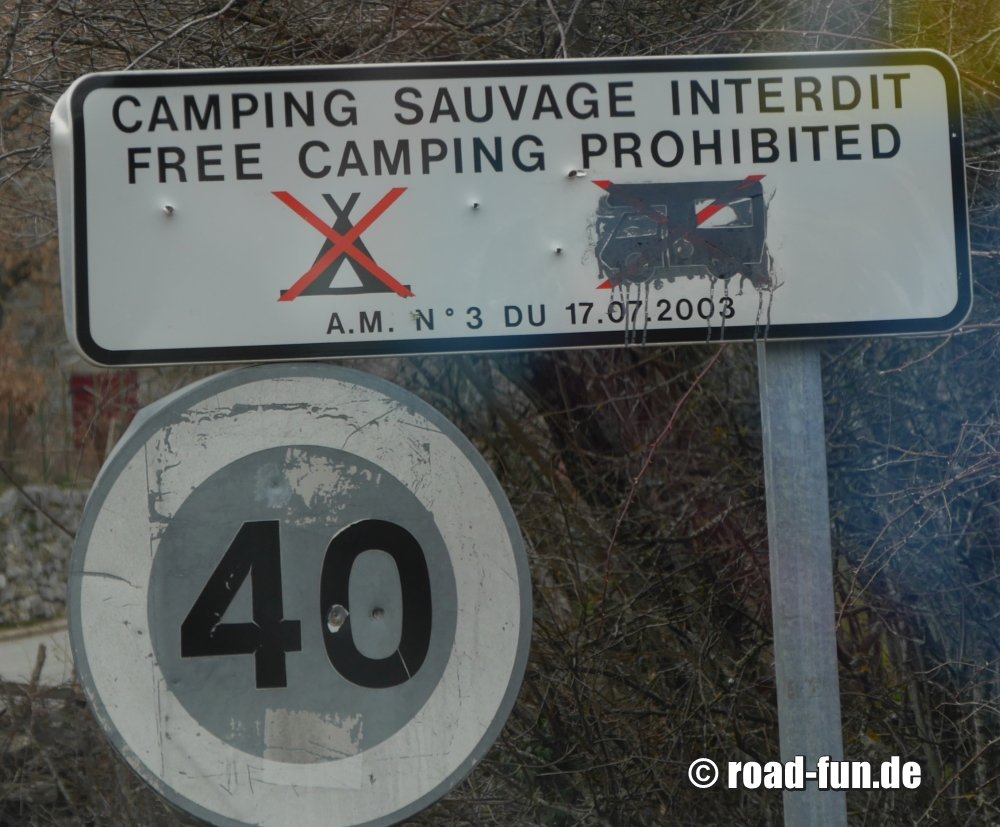 CAMPING SAUVAGE INTERDIT
FREE CAMPING PROHIBITED
A.M. N° 3 DU 17.07.2003
40
© road-fun.de